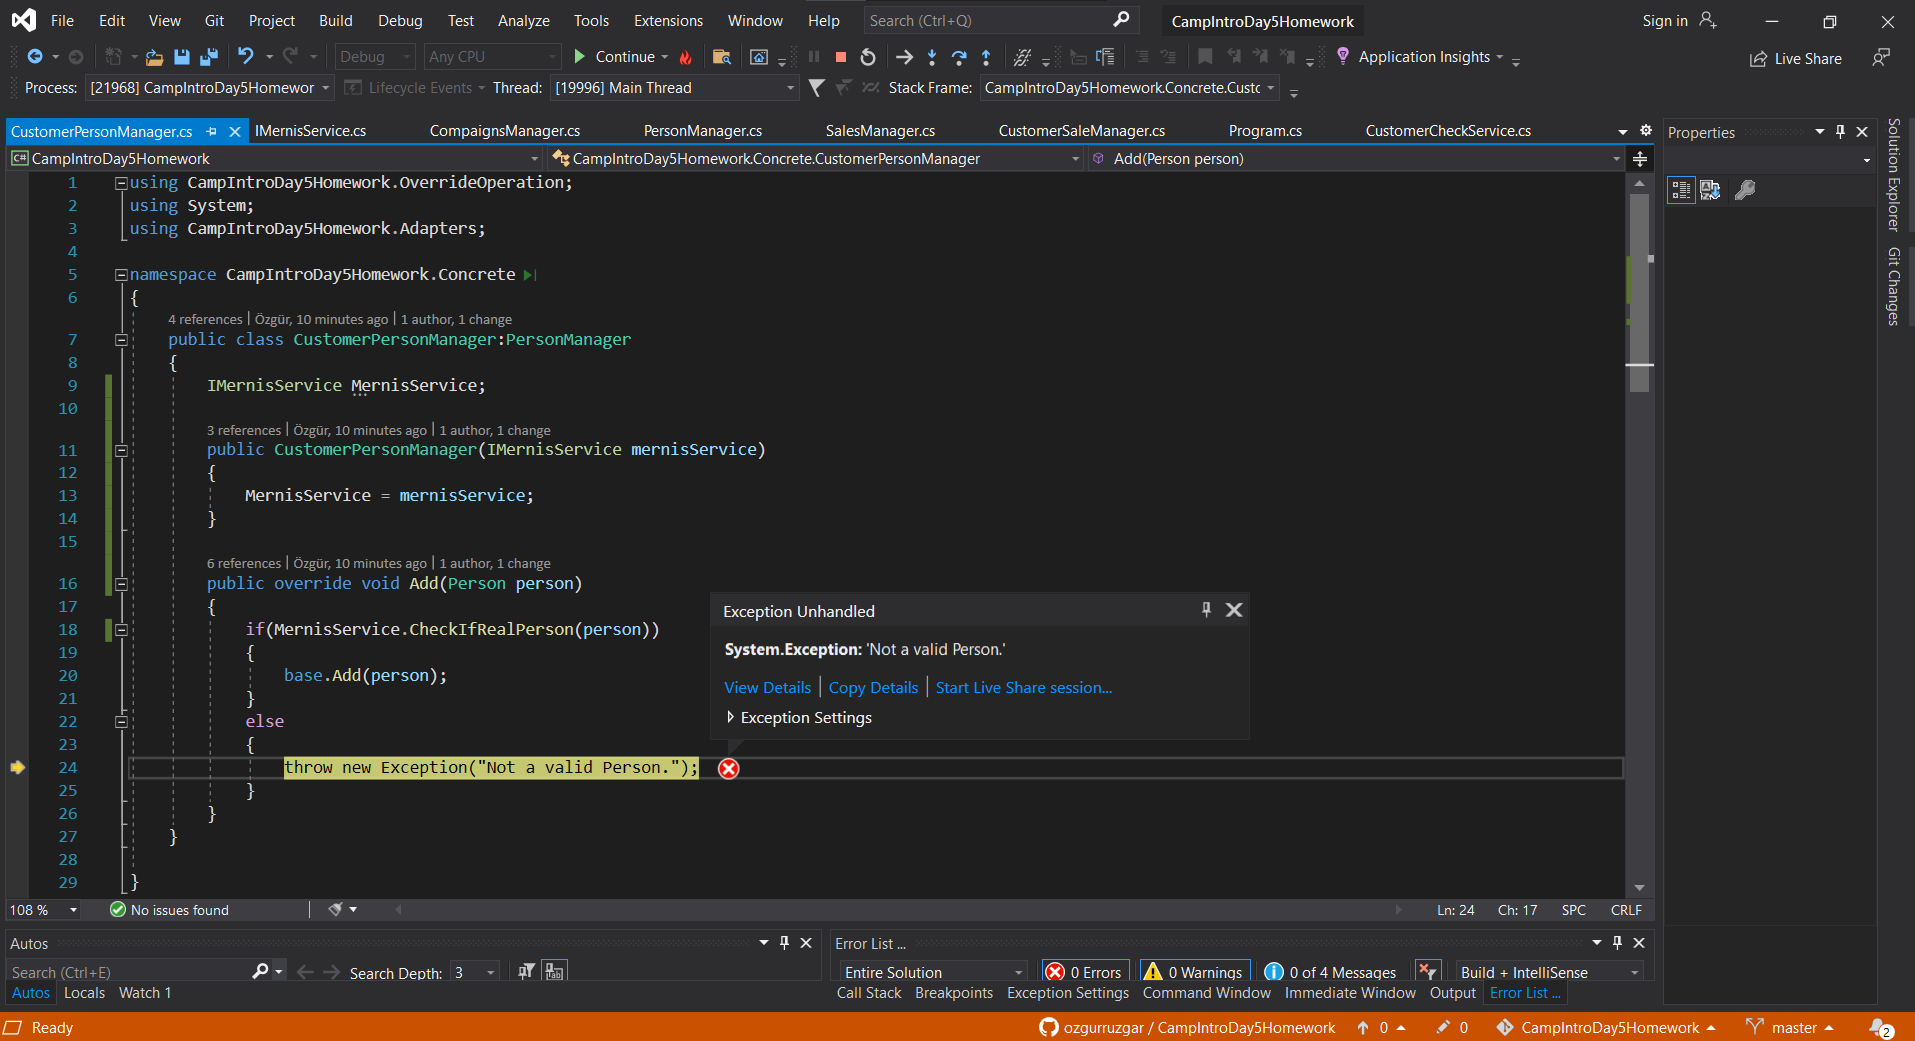 File Edit View Git Project Build Debug Test Analyze Tools Extensions Window Help Search (Ctrl+Q) CampIntroDay5Homework Sign in
Debug Any CPU Continue Application Insights Live Share
Process: [21968] CampIntroDay5Homewor Lifecycle Events Thread: [19996] Main Thread Stack Frame: CampIntroDay5Homework.Concrete.Custc
CustomerPersonManager.cs IMernisService.cs CompaignsManager.cs PersonManager.cs SalesManager.cs CustomerSaleManager.cs Program.cs CustomerCheckService.cs Properties
C# CampIntroDay5Homework CampIntroDay5Homework.Concrete.CustomerPersonManager Add(Person person)
Solution Explorer
Git Changes
1 using CampIntroDay5Homework.OverrideOperation;
2 using System;
3 using CampIntroDay5Homework.Adapters;
4
5 namespace CampIntroDay5Homework.Concrete
6 {
4 references | Özgür, 10 minutes ago | 1 author, 1 change
7 public class CustomerPersonManager:PersonManager
8 {
9 IMernisService MernisService;
10
3 references | Özgür, 10 minutes ago | 1 author, 1 change
11 public CustomerPersonManager(IMernisService mernisService)
12 {
13 MernisService = mernisService;
14 }
15
6 references | Özgür, 10 minutes ago | 1 author, 1 change
16 public override void Add(Person person)
17 {
18 if(MernisService.CheckIfRealPerson(person))
19 {
20 base.Add(person);
21 }
22 else
23 {
24 throw new Exception("Not a valid Person.");
25 }
26 }
27 }
28
29 }
Exception Unhandled
System.Exception: 'Not a valid Person.'
View Details | Copy Details | Start Live Share session...
Exception Settings
108 % No issues found Ln: 24 Ch: 17 SPC CRLF
Autos
Search (Ctrl+E) Search Depth: 3
Autos Locals Watch 1
Error List ...
Entire Solution 0 Errors 0 Warnings 0 of 4 Messages Build + IntelliSense
Call Stack Breakpoints Exception Settings Command Window Immediate Window Output Error List ...
Ready ozgurruzgar / CampIntroDay5Homework 0 0 CampIntroDay5Homework master 2